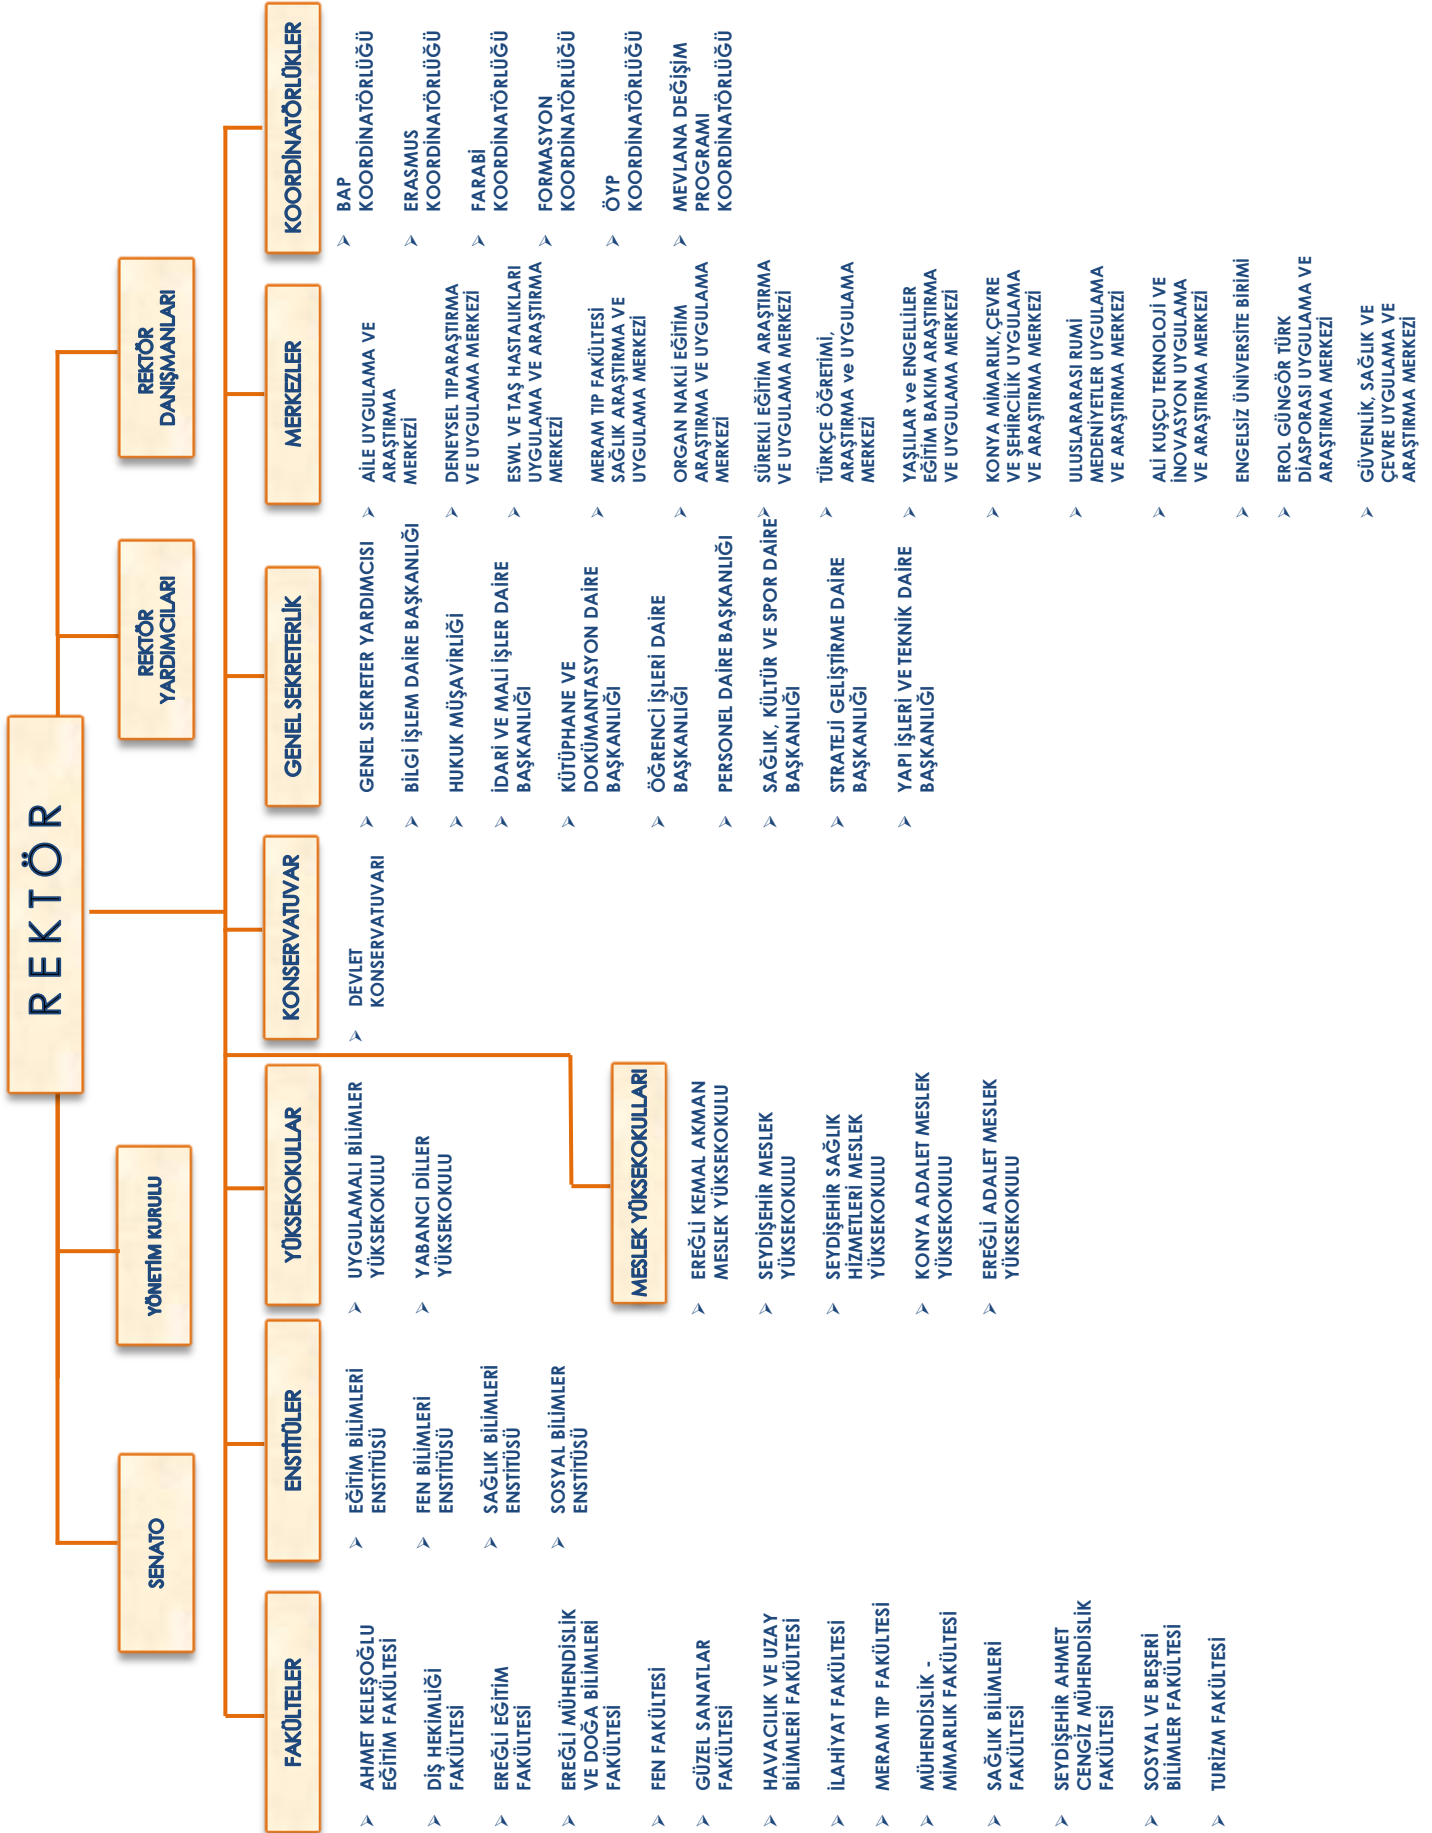 REKTÖR
SENATO
YÖNETİM KURULU
REKTÖR
YARDIMCILARI
REKTÖR
DANIŞMANLARI
FAKÜLTELER
AHMET KELEŞOĞLU
EĞİTİM FAKÜLTESİ
DİŞ HEKİMLİĞİ
FAKÜLTESİ
EREĞLİ EĞİTİM
FAKÜLTESİ
EREĞLİ MÜHENDİSLİK
VE DOĞA BİLİMLERİ
FAKÜLTESİ
FEN FAKÜLTESİ
GÜZEL SANATLAR
FAKÜLTESİ
HAVACILIK VE UZAY
BİLİMLERİ FAKÜLTESİ
İLAHİYAT FAKÜLTESİ
MERAM TIP FAKÜLTESİ
MÜHENDİSLİK -
MİMARLIK FAKÜLTESİ
SAĞLIK BİLİMLERİ
FAKÜLTESİ
SEYDİŞEHİR AHMET
CENGİZ MÜHENDİSLİK
FAKÜLTESİ
SOSYAL VE BEŞERİ
BİLİMLER FAKÜLTESİ
TURİZM FAKÜLTESİ
ENSTİTÜLER
EĞİTİM BİLİMLERİ
ENSTİTÜSÜ
FEN BİLİMLERİ
ENSTİTÜSÜ
SAĞLIK BİLİMLERİ
ENSTİTÜSÜ
SOSYAL BİLİMLER
ENSTİTÜSÜ
YÜKSEKOKULLAR
UYGULAMALI BİLİMLER
YÜKSEKOKULU
YABANCI DİLLER
YÜKSEKOKULU
MESLEK YÜKSEKOKULLARI
EREĞLİ KEMAL AKMAN
MESLEK YÜKSEKOKULU
SEYDİŞEHİR MESLEK
YÜKSEKOKULU
SEYDİŞEHİR SAĞLIK
HİZMETLERİ MESLEK
YÜKSEKOKULU
KONYA ADALET MESLEK
YÜKSEKOKULU
EREĞLİ ADALET MESLEK
YÜKSEKOKULU
KONSERVATUVAR
DEVLET
KONSERVATUVARI
GENEL SEKRETERLİK
GENEL SEKRETER YARDIMCISI
BİLGİ İŞLEM DAİRE BAŞKANLIĞI
HUKUK MÜŞAVİRLİĞİ
İDARİ VE MALİ İŞLER DAİRE
BAŞKANLIĞI
KÜTÜPHANE VE
DOKÜMANTASYON DAİRE
BAŞKANLIĞI
ÖĞRENCİ İŞLERİ DAİRE
BAŞKANLIĞI
PERSONEL DAİRE BAŞKANLIĞI
SAĞLIK, KÜLTÜR VE SPOR DAİRE
BAŞKANLIĞI
STRATEJİ GELİŞTİRME DAİRE
BAŞKANLIĞI
YAPI İŞLERİ VE TEKNİK DAİRE
BAŞKANLIĞI
MERKEZLER
AİLE UYGULAMA VE
ARAŞTIRMA
MERKEZİ
DENEYSEL TIPARAŞTIRMA
VE UYGULAMA MERKEZİ
ESWL VE TAŞ HASTALIKLARI
UYGULAMA VE ARAŞTIRMA
MERKEZİ
MERAM TIP FAKÜLTESİ
SAĞLIK ARAŞTIRMA VE
UYGULAMA MERKEZİ
ORGAN NAKLİ EĞİTİM
ARAŞTIRMA VE UYGULAMA
MERKEZİ
SÜREKLİ EĞİTİM ARAŞTIRMA
VE UYGULAMA MERKEZİ
TÜRKÇE ÖĞRETİMİ,
ARAŞTIRMA ve UYGULAMA
MERKEZİ
YAŞLILAR ve ENGELLİLER
EĞİTİM BAKIM ARAŞTIRMA
VE UYGULAMA MERKEZİ
KONYA MİMARLIK,ÇEVRE
VE ŞEHİRCİLİK UYGULAMA
VE ARAŞTIRMA MERKEZİ
ULUSLARARASI RUMİ
MEDENİYETLER UYGULAMA
VE ARAŞTIRMA MERKEZİ
ALİ KUŞÇU TEKNOLOJİ VE
İNOVASYON UYGULAMA
VE ARAŞTIRMA MERKEZİ
ENGELSİZ ÜNİVERSİTE BİRİMİ
EROL GÜNGÖR TÜRK
DİASPORASI UYGULAMA VE
ARAŞTIRMA MERKEZİ
GÜVENLİK, SAĞLIK VE
ÇEVRE UYGULAMA VE
ARAŞTIRMA MERKEZİ
KOORDİNATÖRLÜKLER
BAP
KOORDİNATÖRLÜĞÜ
ERASMUS
KOORDİNATÖRLÜĞÜ
FARABİ
KOORDİNATÖRLÜĞÜ
FORMASYON
KOORDİNATÖRLÜĞÜ
ÖYP
KOORDİNATÖRLÜĞÜ
MEVLANA DEĞİŞİM
PROGRAMI
KOORDİNATÖRLÜĞÜ